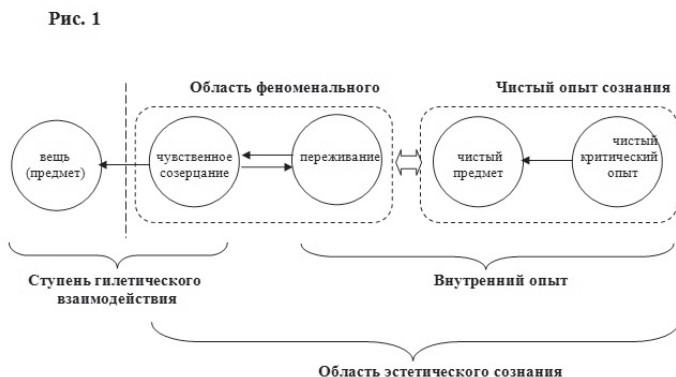 Рис. 1
Область феноменального
Чистый опыт сознания
вещь
(предмет)
чувственное
созерцание
переживание
чистый
предмет
чистый
критический
опыт
Ступень гилетического
взаимодействия
Внутренний опыт
Область эстетического сознания